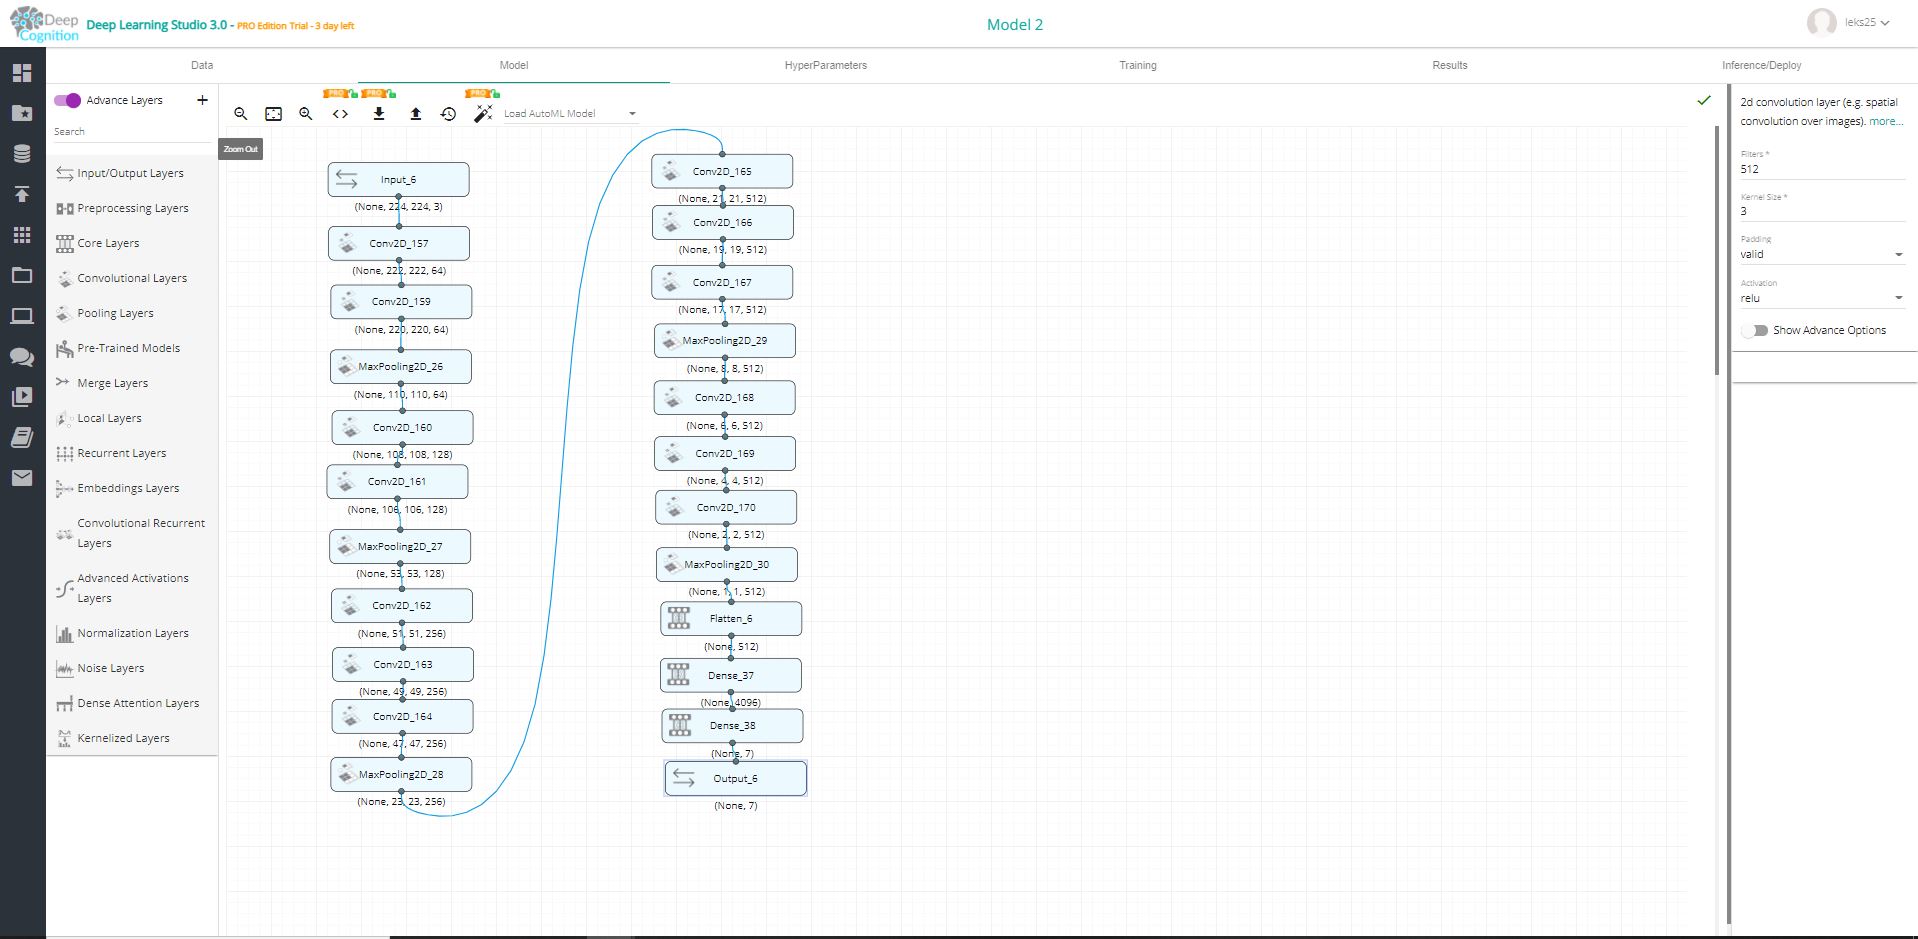 Deep
Cognition
Deep Learning Studio 3.0 - PRO Edition Trial - 3 day left
Model 2
leks25
Data
Model
HyperParameters
Training
Results
Inference/Deploy
Advance Layers
+
Search
Input/Output Layers
Preprocessing Layers
Core Layers
Convolutional Layers
Pooling Layers
Pre-Trained Models
Merge Layers
Local Layers
Recurrent Layers
Embeddings Layers
Convolutional Recurrent
Layers
Advanced Activations
Layers
Normalization Layers
Noise Layers
Dense Attention Layers
Kernelized Layers
PRO
PRO
PRO
Load AutoML Model
Zoom Out
Input_6
(None, 224, 224, 3)
Conv2D_157
(None, 222, 222, 64)
Conv2D_159
(None, 220, 220, 64)
MaxPooling2D_26
(None, 110, 110, 64)
Conv2D_160
(None, 108, 108, 128)
Conv2D_161
(None, 106, 106, 128)
MaxPooling2D_27
(None, 53, 53, 128)
Conv2D_162
(None, 51, 51, 256)
Conv2D_163
(None, 49, 49, 256)
Conv2D_164
(None, 47, 47, 256)
MaxPooling2D_28
(None, 23, 23, 256)
Conv2D_165
(None, 21, 21, 512)
Conv2D_166
(None, 19, 19, 512)
Conv2D_167
(None, 17, 17, 512)
MaxPooling2D_29
(None, 8, 8, 512)
Conv2D_168
(None, 6, 6, 512)
Conv2D_169
(None, 4, 4, 512)
Conv2D_170
(None, 2, 2, 512)
MaxPooling2D_30
(None, 1, 1, 512)
Flatten_6
(None, 512)
Dense_37
(None, 4096)
Dense_38
(None, 7)
Output_6
(None, 7)
2d convolution layer (e.g. spatial
convolution over images). more...
Filters *
512
Kernel Size *
3
Padding
valid
Activation
relu
Show Advance Options